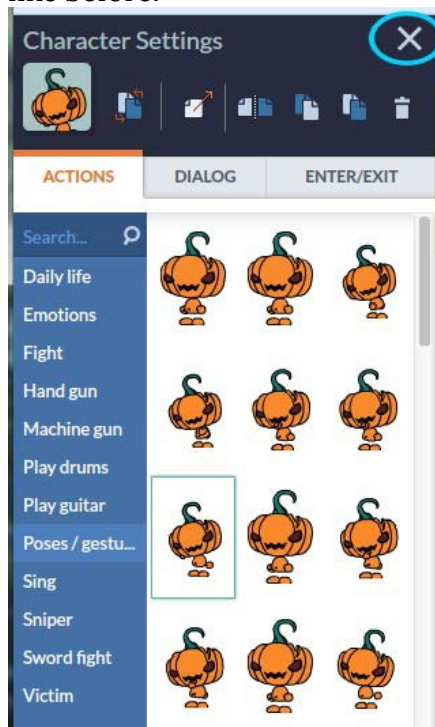 Character Settings
ACTIONS DIALOG ENTER/EXIT
Search...
Daily life
Emotions
Fight
Hand gun
Machine gun
Play drums
Play guitar
Poses / gestu...
Sing
Sniper
Sword fight
Victim